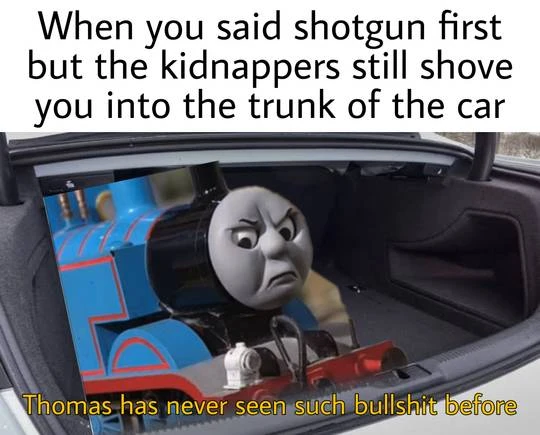 When you said shotgun first
but the kidnappers still shove
you into the trunk of the car
Thomas has never seen such bullshit before